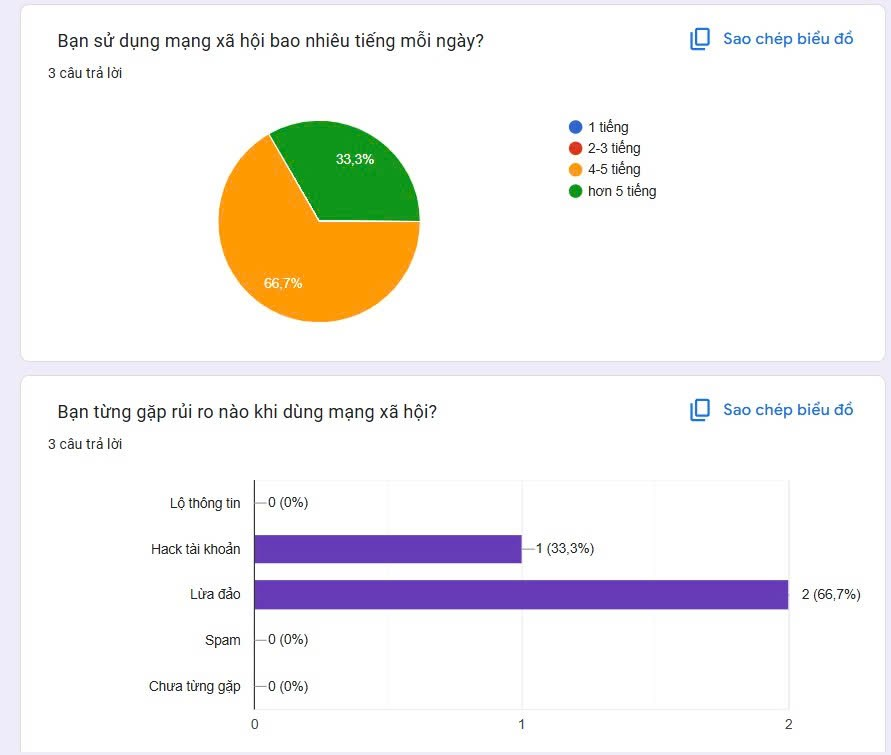 Bạn sử dụng mạng xã hội bao nhiêu tiếng mỗi ngày?
Sao chép biểu đồ
3 câu trả lời
33,3%
66,7%
1 tiếng
2-3 tiếng
4-5 tiếng
hơn 5 tiếng
Bạn từng gặp rủi ro nào khi dùng mạng xã hội?
Sao chép biểu đồ
3 câu trả lời
Lộ thông tin 0 (0%)
Hack tài khoản 1 (33,3%)
Lừa đảo 2 (66,7%)
Spam 0 (0%)
Chưa từng gặp 0 (0%)
0 1 2